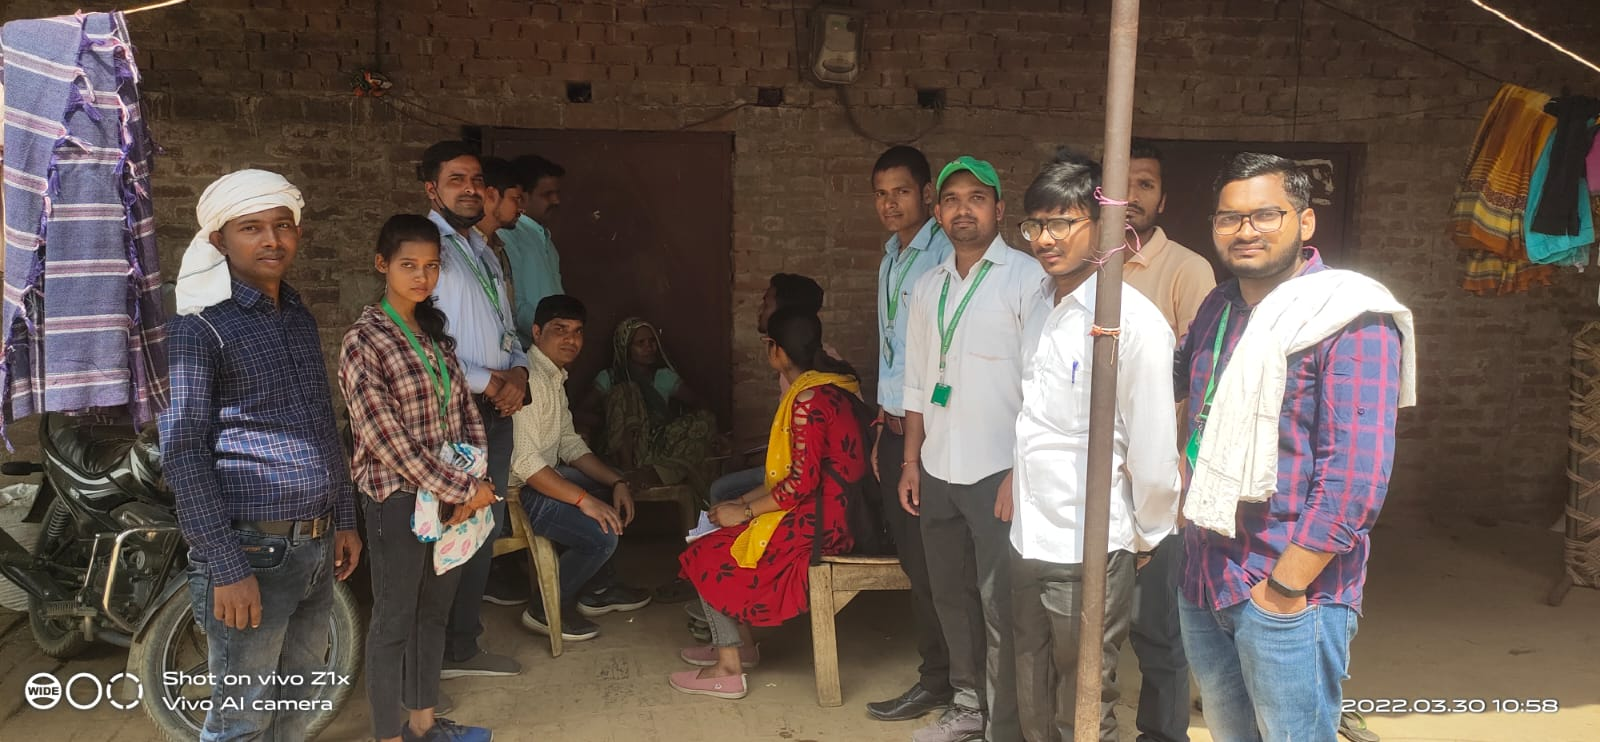 WIDE
Shot on vivo Z1x
Vivo AI camera
2022.03.30 10:58